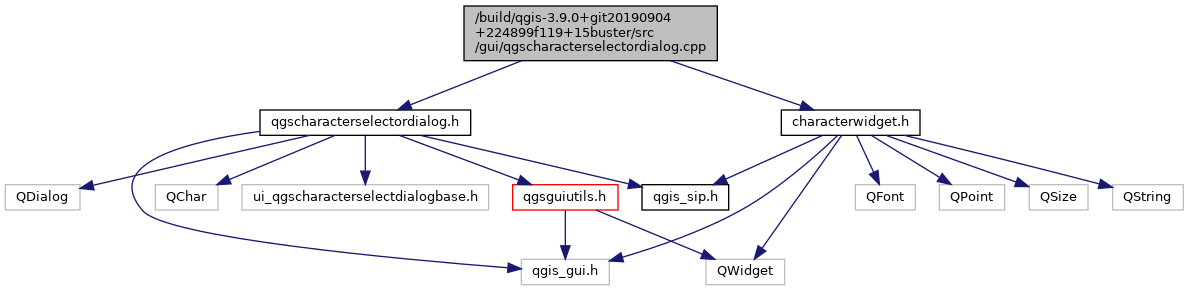 /build/qgis-3.9.0+git20190904
+224899f119+15buster/src
/gui/qgscharacterselectordialog.cpp
qgscharacterselectordialog.h
characterwidget.h
QDialog
QChar
ui_qgscharacterselectdialogbase.h
qgsguiutils.h
qgis_sip.h
QFont
QPoint
QSize
QString
qgis_gui.h
QWidget